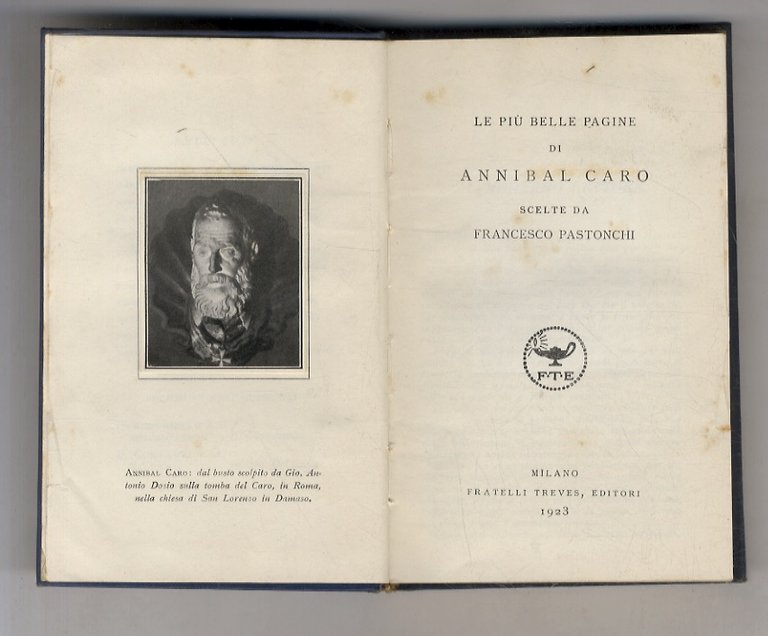 ANNIBAL CARO: dal busto scolpito da Gio. An-
tonio Dosio sulla tomba del Caro, in Roma,
nella chiesa di San Lorenzo in Damaso.
LE PIÙ BELLE PAGINE
DI
ANNIBAL CARO
SCELTE DA
FRANCESCO PASTONCHI
F·T·E
MILANO
FRATELLI TREVES, EDITORI
1923